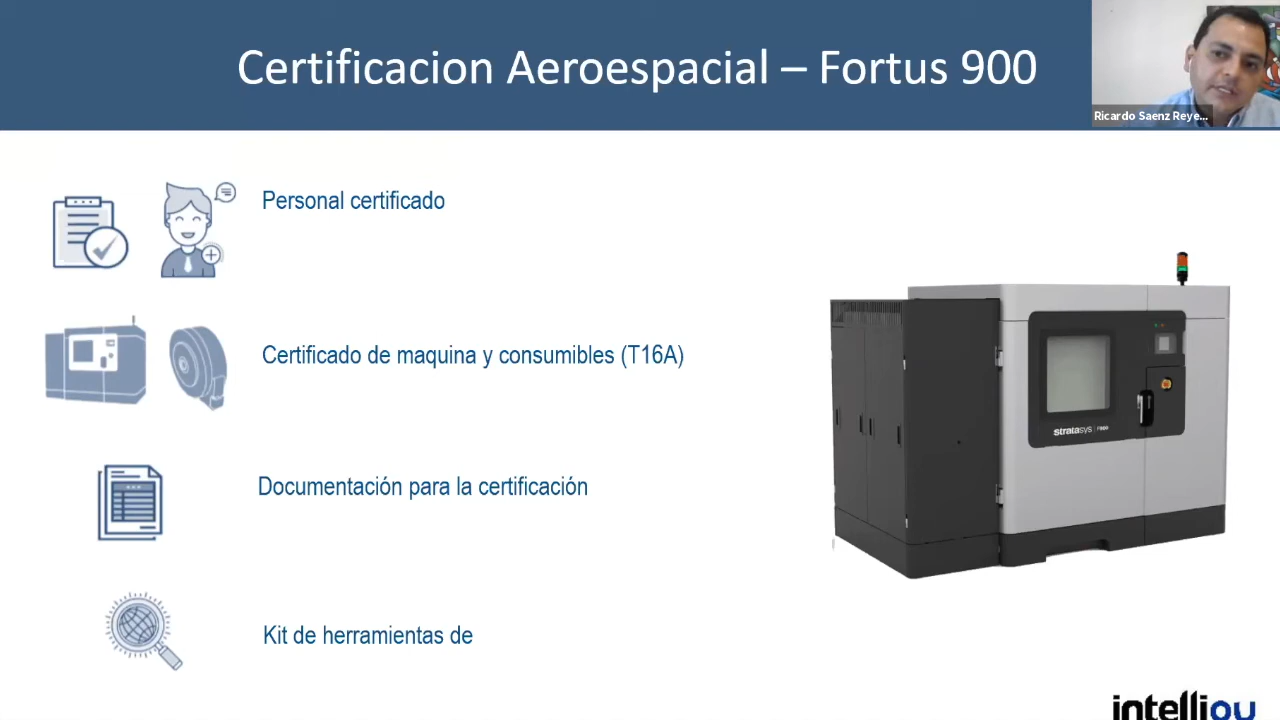 Certificacion Aeroespacial – Fortus 900
Ricardo Saenz Reye...
Personal certificado
Certificado de maquina y consumibles (T16A)
stratasys | F900
Documentación para la certificación
Kit de herramientas de
intelliou